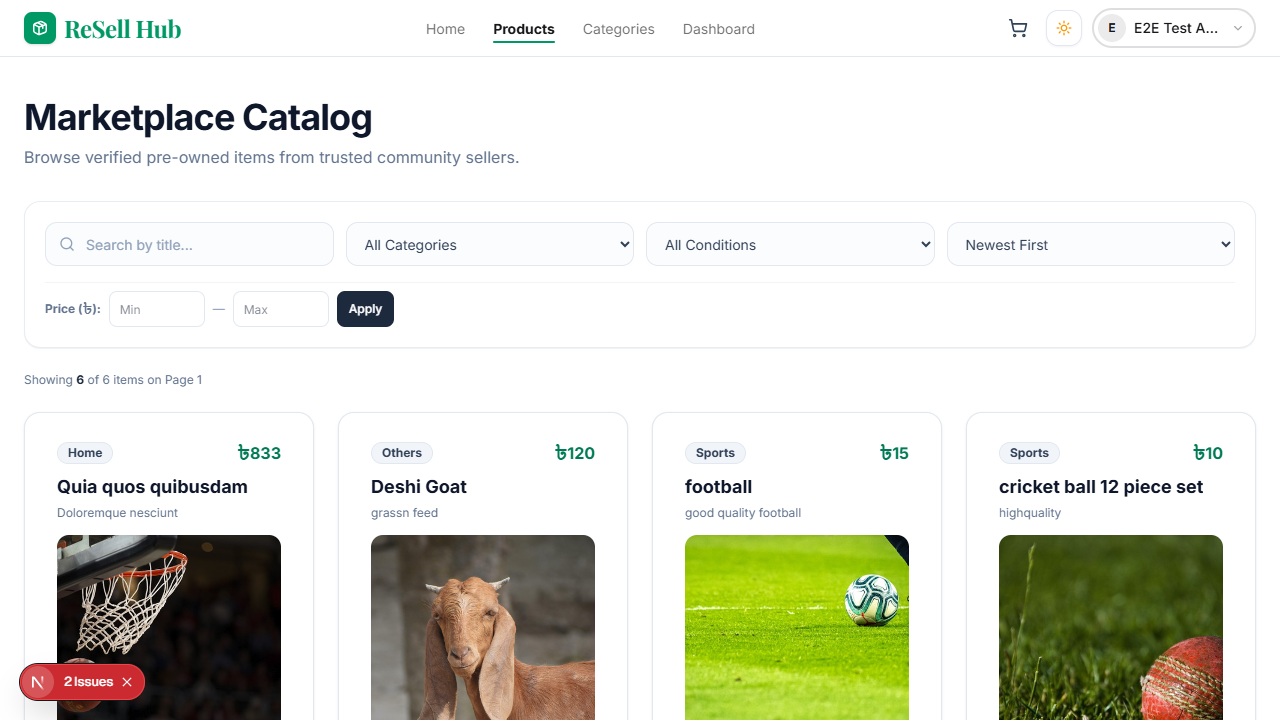 ReSell Hub
Home
Products
Categories
Dashboard
E
E2E Test A...
Marketplace Catalog
Browse verified pre-owned items from trusted community sellers.
Search by title...
All Categories
All Conditions
Newest First
Price (৳):
Min
—
Max
Apply
Showing 6 of 6 items on Page 1
Home
৳833
Quia quos quibusdam
Doloremque nesciunt
Others
৳120
Deshi Goat
grassn feed
Sports
৳15
football
good quality football
Sports
৳10
cricket ball 12 piece set
highquality
N
2 Issues